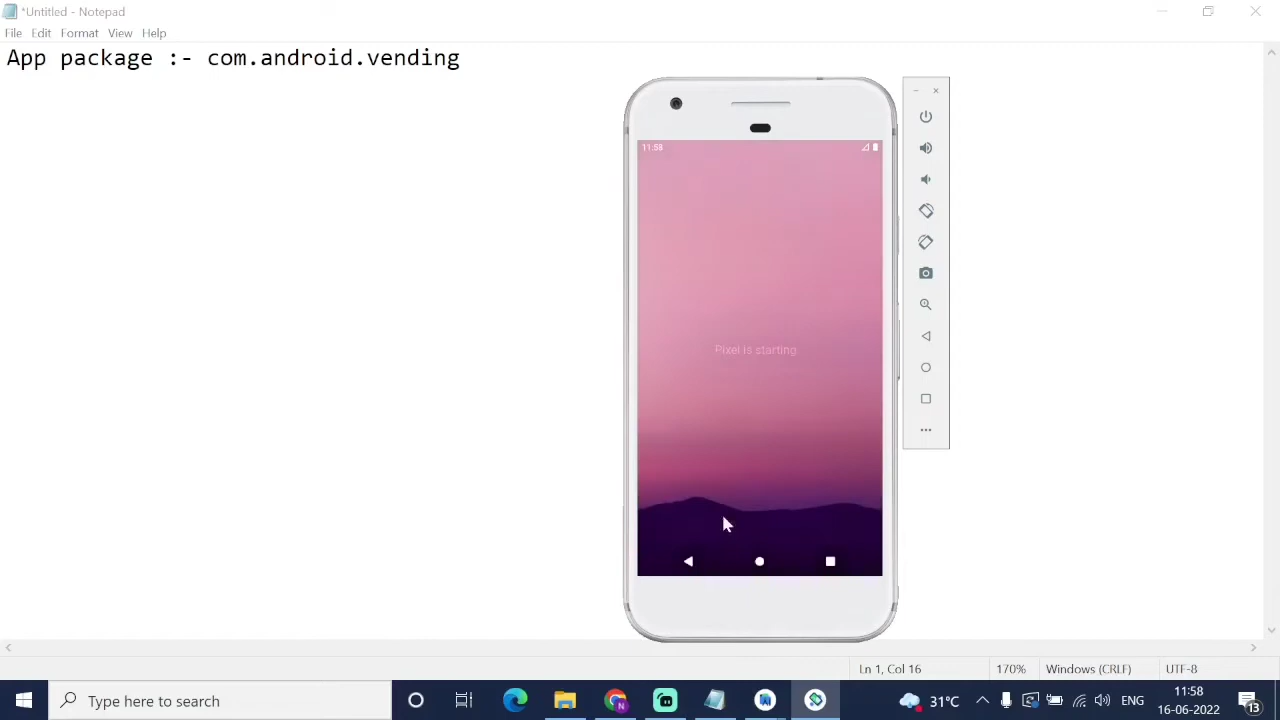 *Untitled - Notepad
File Edit Format View Help
App package :- com.android.vending
11:58
Pixel is starting
Ln 1, Col 16 170% Windows (CRLF) UTF-8
Type here to search
N
31°C ENG
11:58
16-06-2022
13